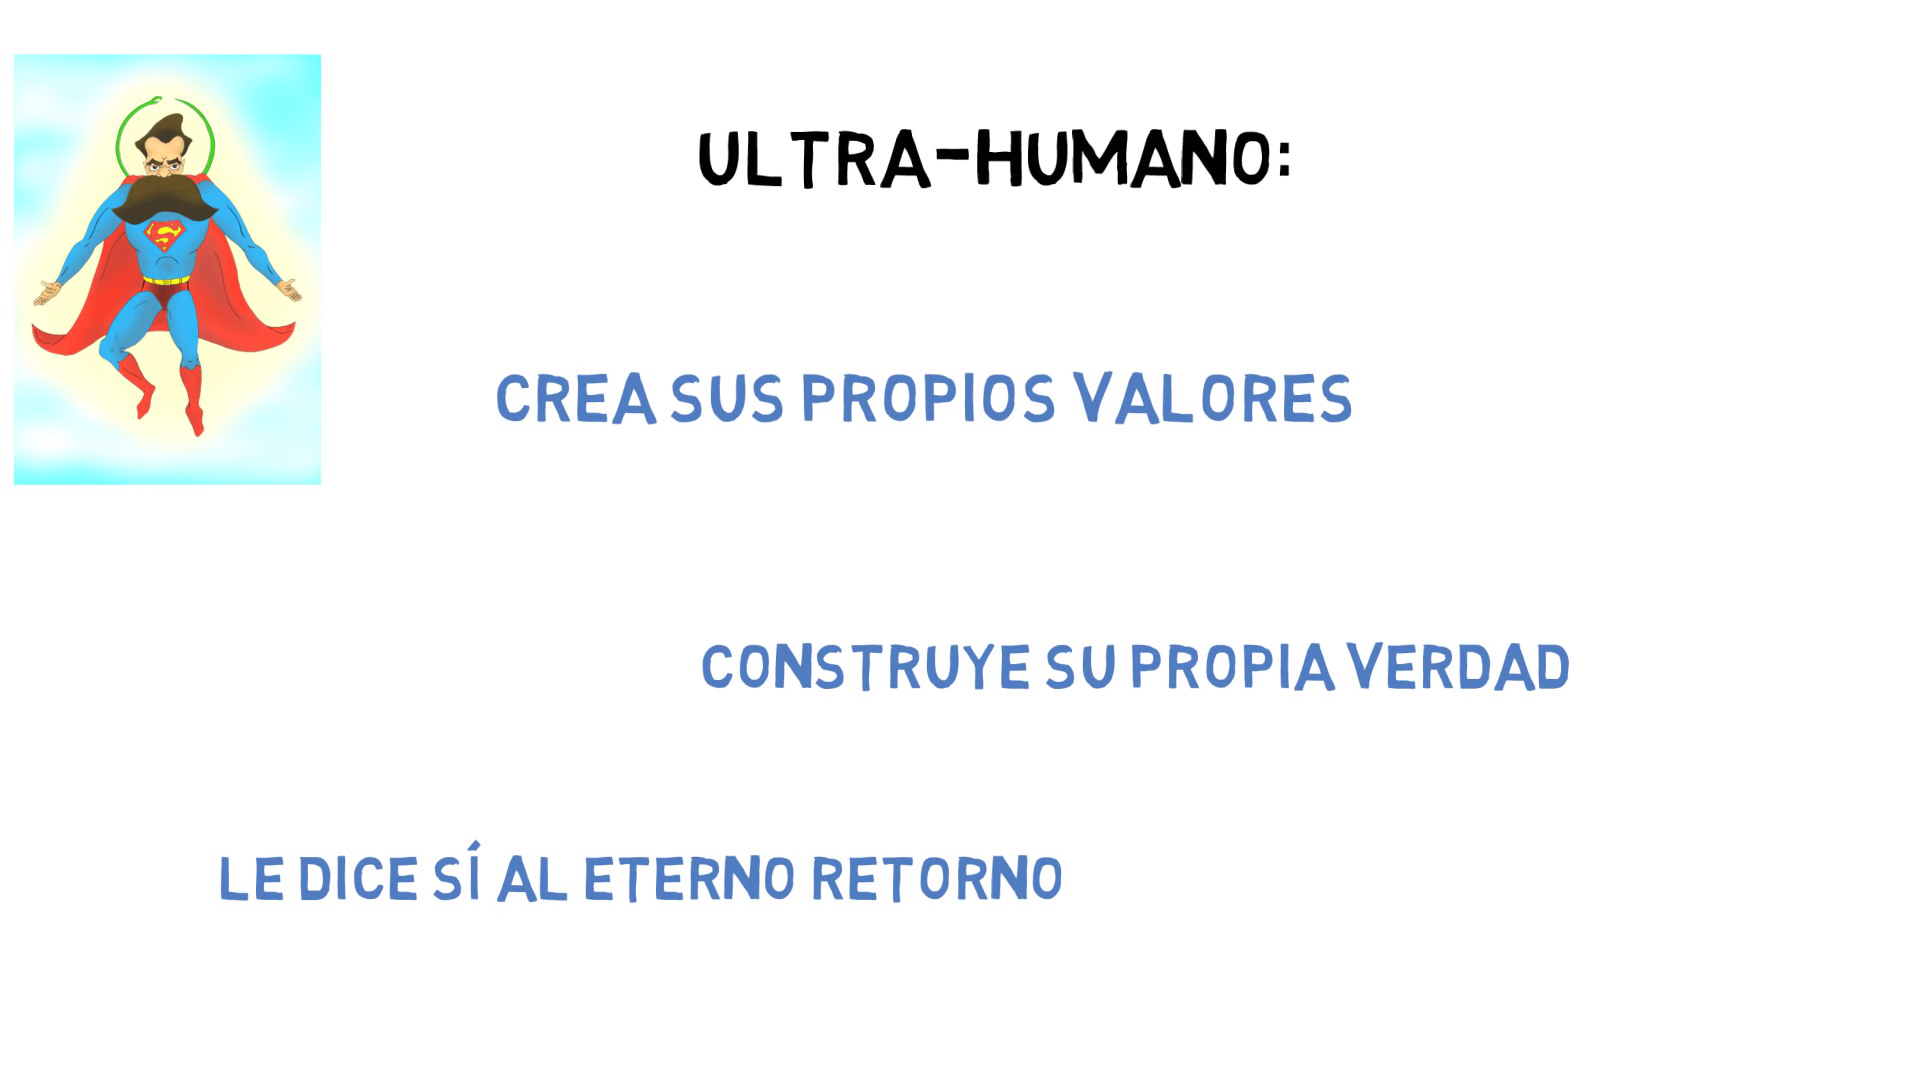 ULTRA-HUMANO:
CREA SUS PROPIOS VALORES
CONSTRUYE SU PROPIA VERDAD
LE DICE SÍ AL ETERNO RETORNO